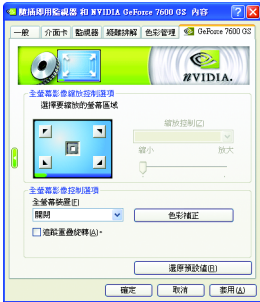 隨插即用監視器 和 NVIDIA GeForce 7600 GS 內容
一般 介面卡 監視器 疑難排解 色彩管理 GeForce 7600 GS
NVIDIA.
全螢幕影像縮放控制選項
選擇要縮放的螢幕區域
縮放控制(Z)
縮小 放大
全螢幕影像控制選項
全螢幕裝置(F)
關閉
色彩補正
追蹤重疊旋轉(A)。
還原預設值(R)
確定 取消 套用(A)